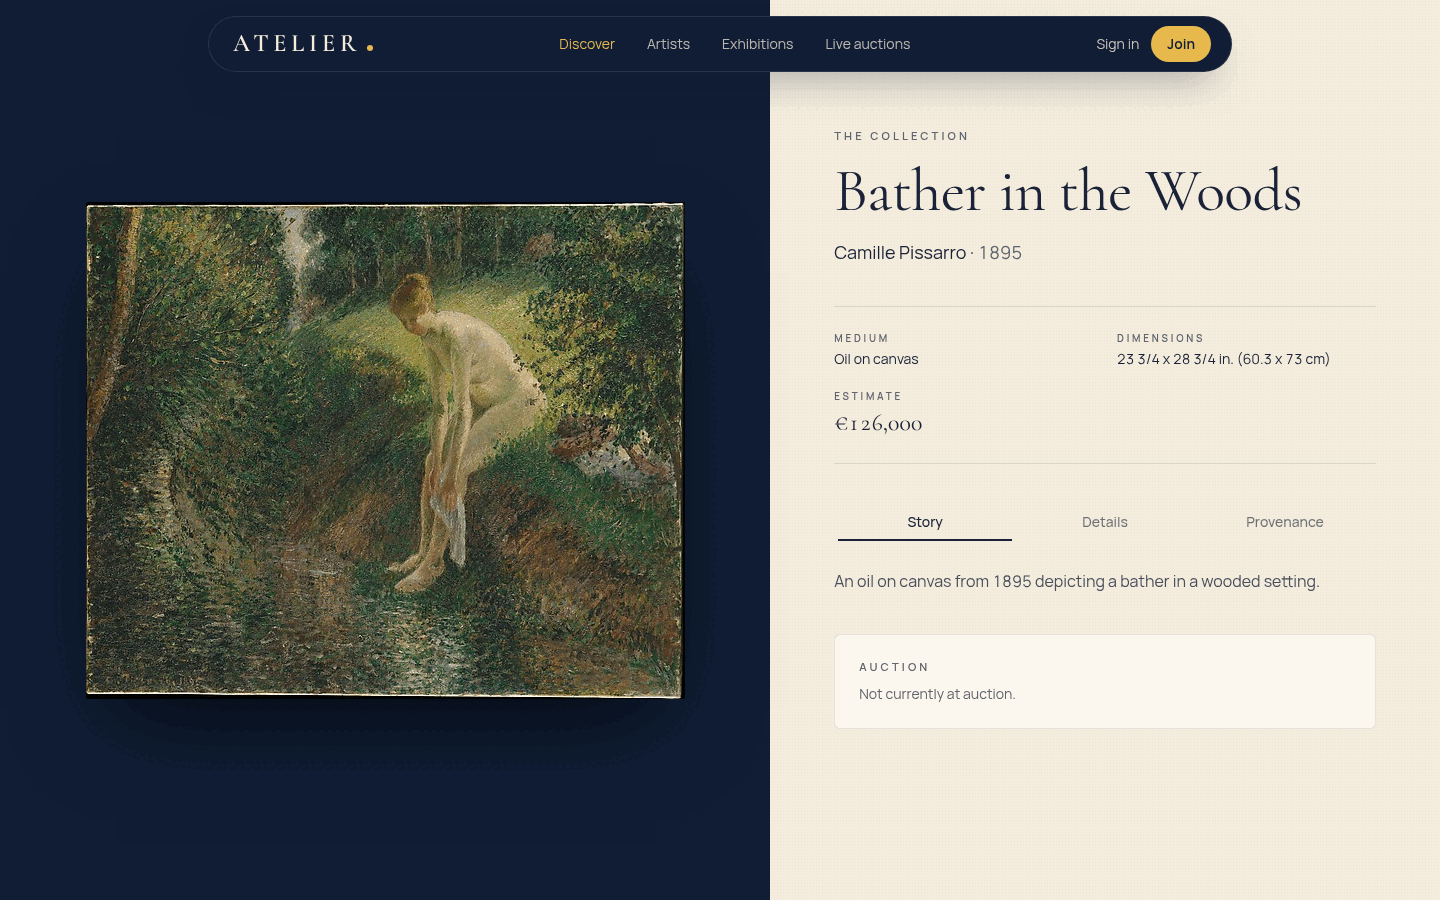 ATELIER.
Discover
Artists
Exhibitions
Live auctions
Sign in
Join
THE COLLECTION
Bather in the Woods
Camille Pissarro · 1895
MEDIUM
Oil on canvas
DIMENSIONS
23 3/4 x 28 3/4 in. (60.3 x 73 cm)
ESTIMATE
€126,000
Story
Details
Provenance
An oil on canvas from 1895 depicting a bather in a wooded setting.
AUCTION
Not currently at auction.